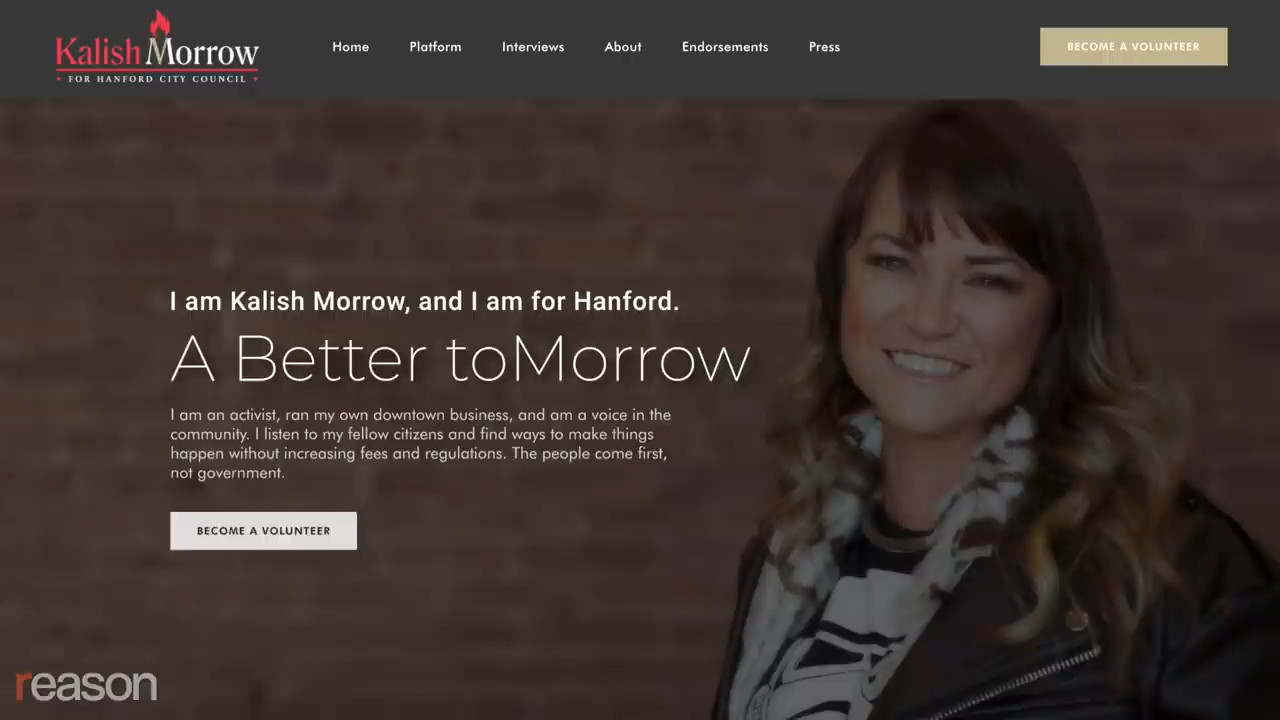 Kalish Morrow
FOR HANFORD CITY COUNCIL
Home
Platform
Interviews
About
Endorsements
Press
BECOME A VOLUNTEER
I am Kalish Morrow, and I am for Hanford.
A Better toMorrow
I am an activist, ran my own downtown business, and am a voice in the
community. I listen to my fellow citizens and find ways to make things
happen without increasing fees and regulations. The people come first,
not government.
BECOME A VOLUNTEER
reason